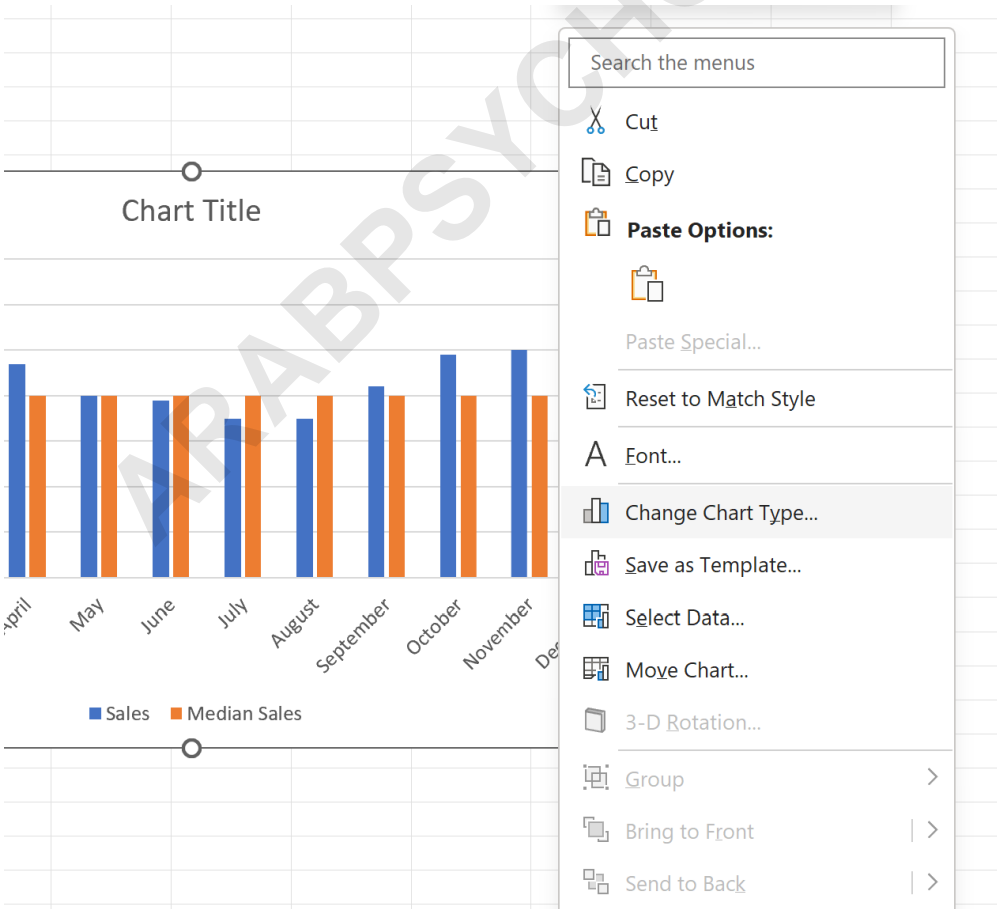 Search the menus
Cut
Copy
Paste Options:
Paste Special...
Reset to Match Style
Font...
Change Chart Type...
Save as Template...
Select Data...
Move Chart...
3-D Rotation...
Group
Bring to Front
Send to Back
Chart Title
April
May
June
July
August
September
October
November
Sales
Median Sales
ARABPSYCH